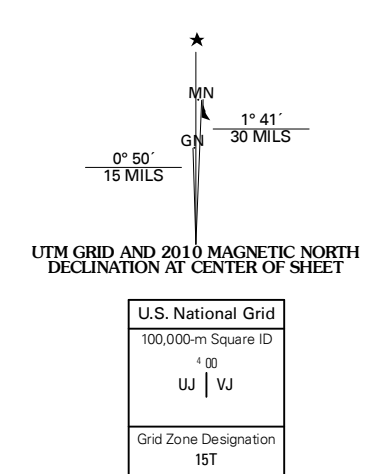 ★
MN
GN
1° 41´
30 MILS
0° 50´
15 MILS
UTM GRID AND 2010 MAGNETIC NORTH
DECLINATION AT CENTER OF SHEET
U.S. National Grid
100,000-m Square ID
4 00
UJ | VJ
Grid Zone Designation
15T